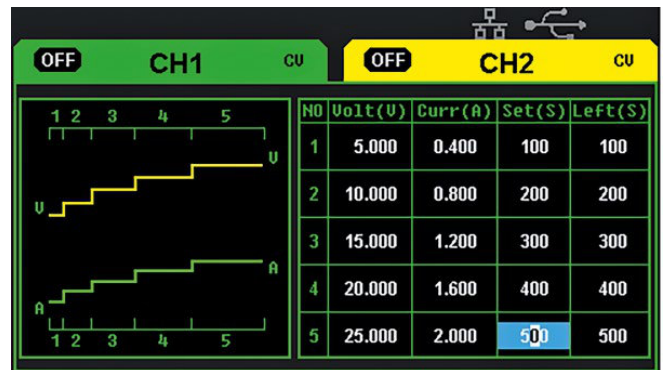 OFF CH1 CV OFF CH2 CV
1 2 3 4 5
V
V
A
A
1 2 3 4 5
NO Volt(V) Curr(A) Set(S) Left(S)
1 5.000 0.400 100 100
2 10.000 0.800 200 200
3 15.000 1.200 300 300
4 20.000 1.600 400 400
5 25.000 2.000 500 500